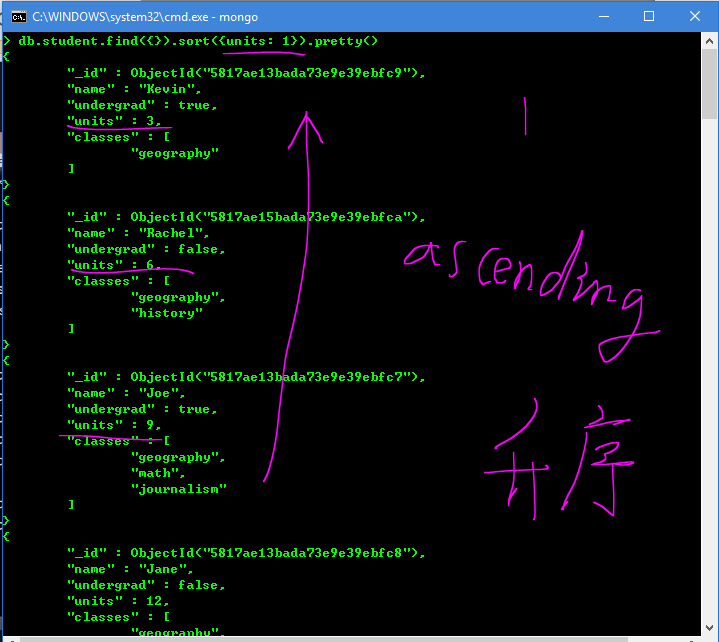 C:\WINDOWS\system32\cmd.exe - mongo
> db.student.find({}).sort({units: 1}).pretty()
{
"_id" : ObjectId("5817ae13bada73e9e39ebfc9"),
"name" : "Kevin",
"undergrad" : true,
"units" : 3,
"classes" : [
"geography"
]
}
{
"_id" : ObjectId("5817ae15bada73e9e39ebfca"),
"name" : "Rachel",
"undergrad" : false,
"units" : 6,
"classes" : [
"geography",
"history"
]
}
{
"_id" : ObjectId("5817ae13bada73e9e39ebfc7"),
"name" : "Joe",
"undergrad" : true,
"units" : 9,
"classes" : [
"geography",
"math",
"journalism"
]
}
{
"_id" : ObjectId("5817ae13bada73e9e39ebfc8"),
"name" : "Jane",
"undergrad" : false,
"units" : 12,
"classes" : [
"geography",
1
ascending
升序